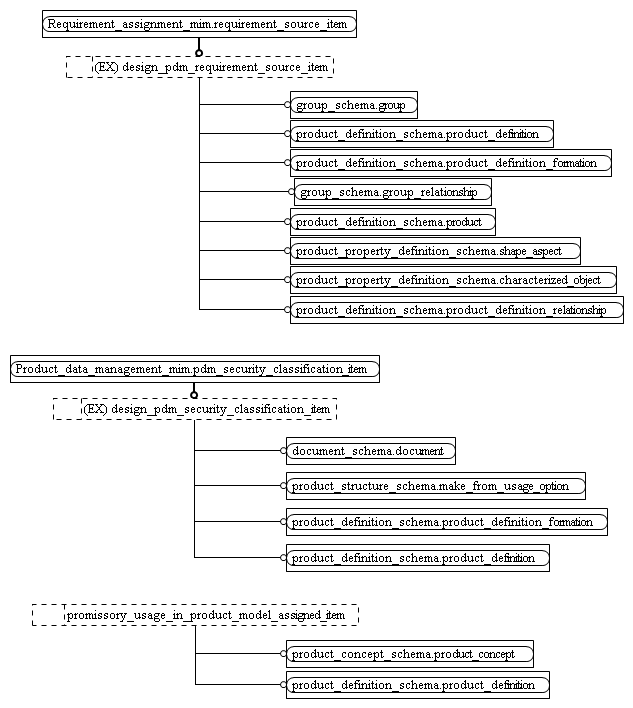 Requirement_assignment_mim.requirement_source_item
(EX) design_pdm_requirement_source_item
group_schema.group
product_definition_schema.product_definition
product_definition_schema.product_definition_formation
group_schema.group_relationship
product_definition_schema.product
product_property_definition_schema.shape_aspect
product_property_definition_schema.characterized_object
product_definition_schema.product_definition_relationship
Product_data_management_mim.pdm_security_classification_item
(EX) design_pdm_security_classification_item
document_schema.document
product_structure_schema.make_from_usage_option
product_definition_schema.product_definition_formation
product_definition_schema.product_definition
promissory_usage_in_product_model_assigned_item
product_concept_schema.product_concept
product_definition_schema.product_definition